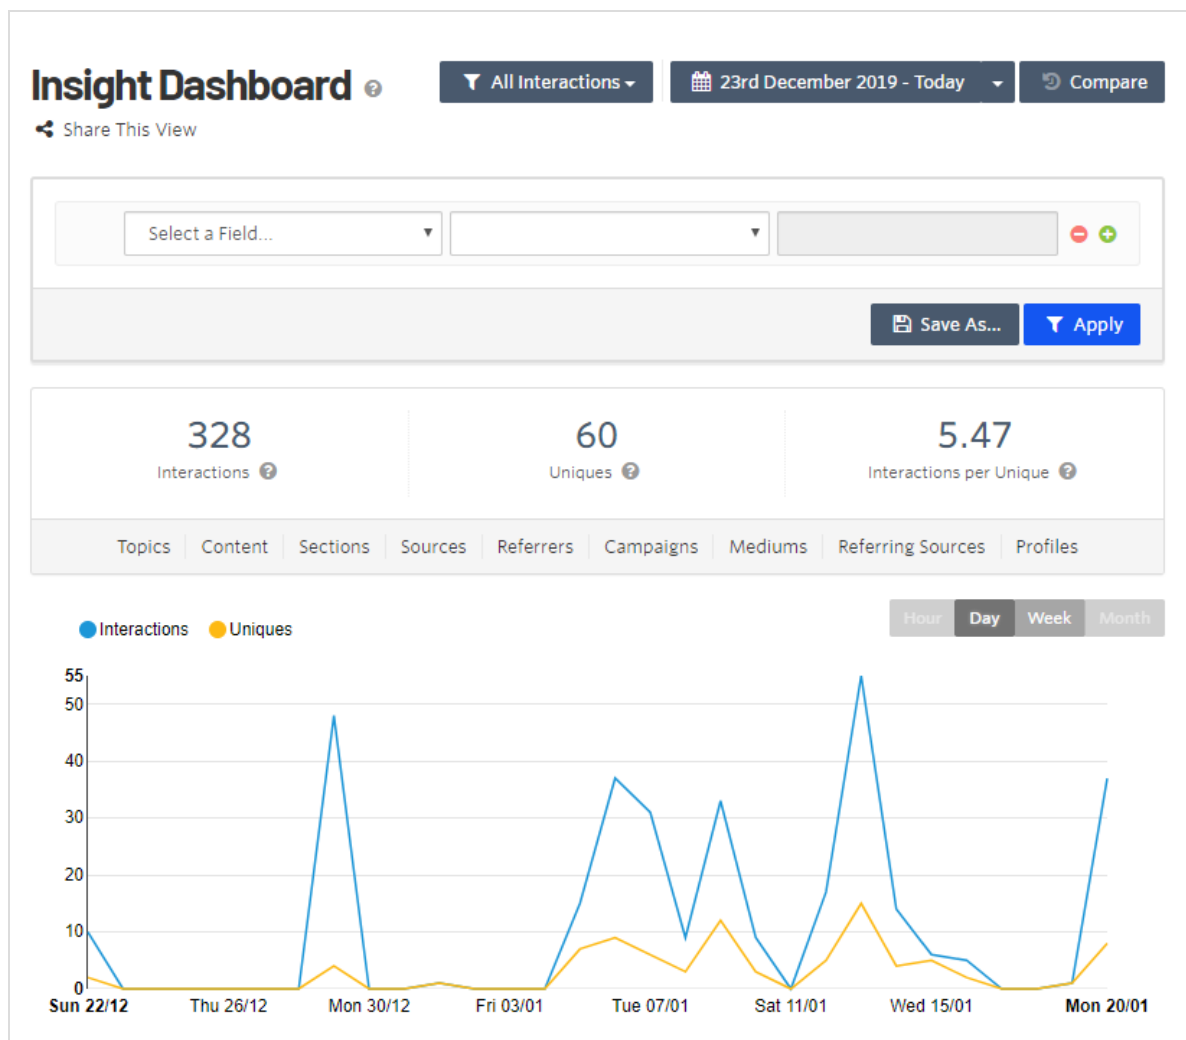 Insight Dashboard
All Interactions
23rd December 2019 - Today
Compare
Share This View
Select a Field...
Save As...
Apply
328
Interactions
60
Uniques
5.47
Interactions per Unique
Topics
Content
Sections
Sources
Referrers
Campaigns
Mediums
Referring Sources
Profiles
Interactions
Uniques
Hour
Day
Week
Month
55
50
40
30
20
10
0
Sun 22/12
Thu 26/12
Mon 30/12
Fri 03/01
Tue 07/01
Sat 11/01
Wed 15/01
Mon 20/01